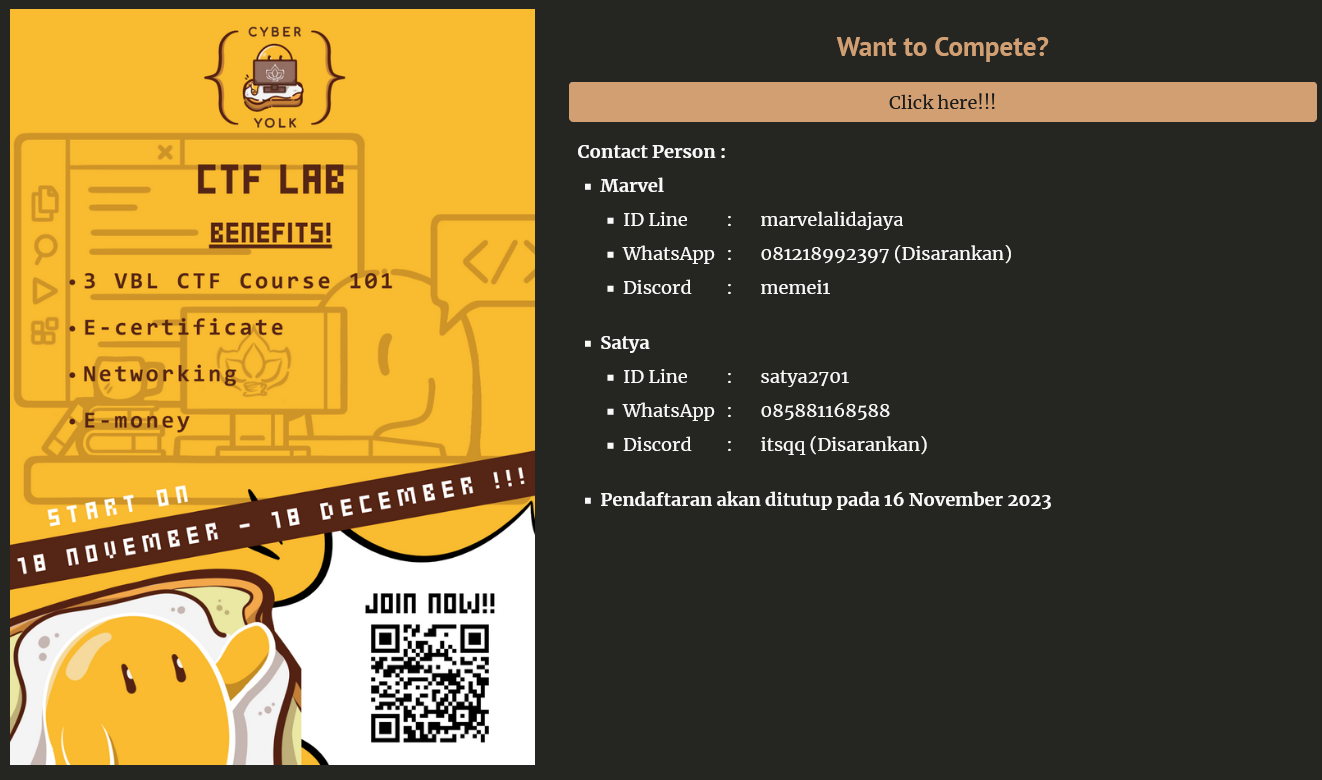 CYBER
YOLK
CTF LAB
BENEFITS!
• 3 VBL CTF Course 101
• E-certificate
• Networking
• E-money
START ON
18 NOVEMBER - 18 DECEMBER !!!
JOIN NOW!!
Want to Compete?
Click here!!!
Contact Person :
▪ Marvel
▪ ID Line : marvelalidajaya
▪ WhatsApp : 081218992397 (Disarankan)
▪ Discord : memei1
▪ Satya
▪ ID Line : satya2701
▪ WhatsApp : 085881168588
▪ Discord : itsqq (Disarankan)
▪ Pendaftaran akan ditutup pada 16 November 2023